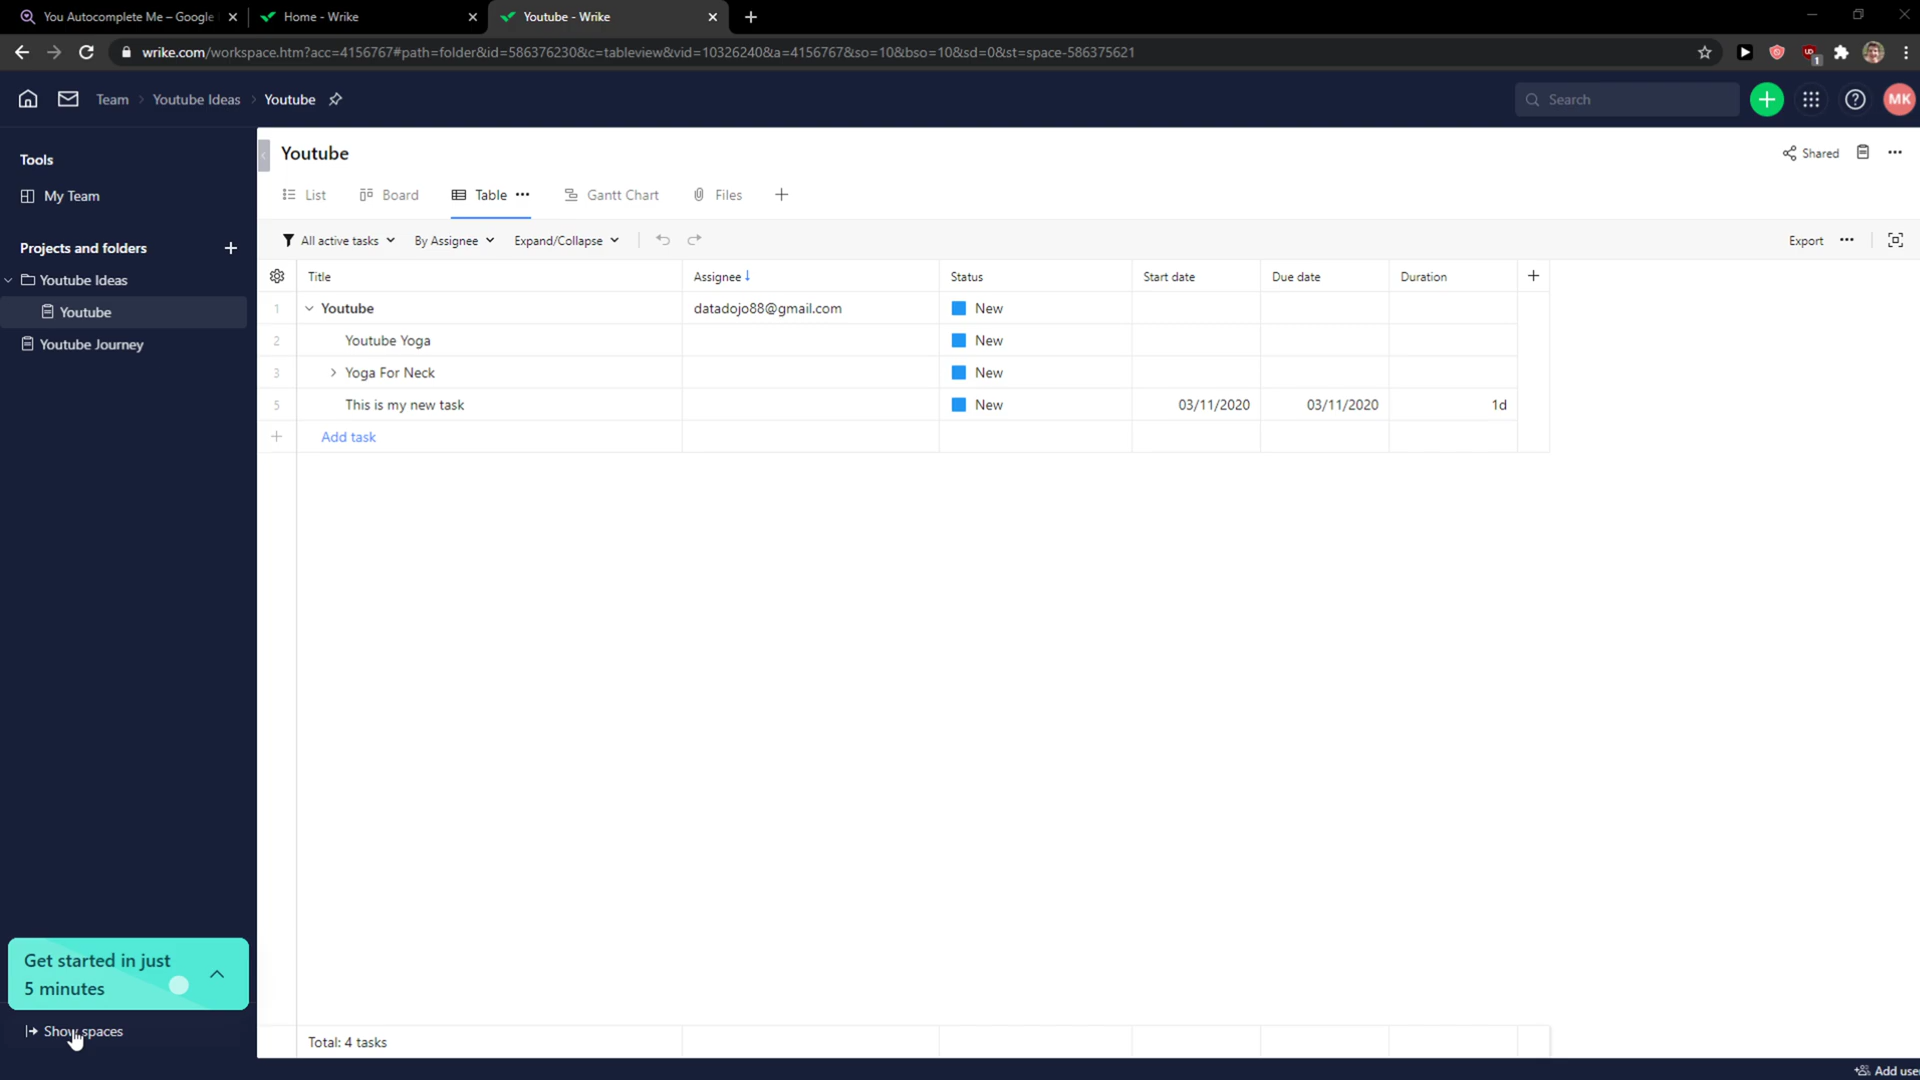 You Autocomplete Me – Google
Home - Wrike
Youtube - Wrike
wrike.com/workspace.htm?acc=4156767#path=folder&id=586376230&c=tableview&vid=10326240&a=4156767&so=10&bso=10&sd=0&st=space-586375621
1
Team
Youtube Ideas
Youtube
Search
MK
Tools
My Team
Projects and folders
Youtube Ideas
Youtube
Youtube Journey
Youtube
Shared
List
Board
Table
Gantt Chart
Files
All active tasks
By Assignee
Expand/Collapse
Export
Title
Assignee
Status
Start date
Due date
Duration
1
Youtube
datadojo88@gmail.com
New
2
Youtube Yoga
New
3
Yoga For Neck
New
5
This is my new task
New
03/11/2020
03/11/2020
1d
Add task
Get started in just
5 minutes
Show spaces
Total: 4 tasks
Add use